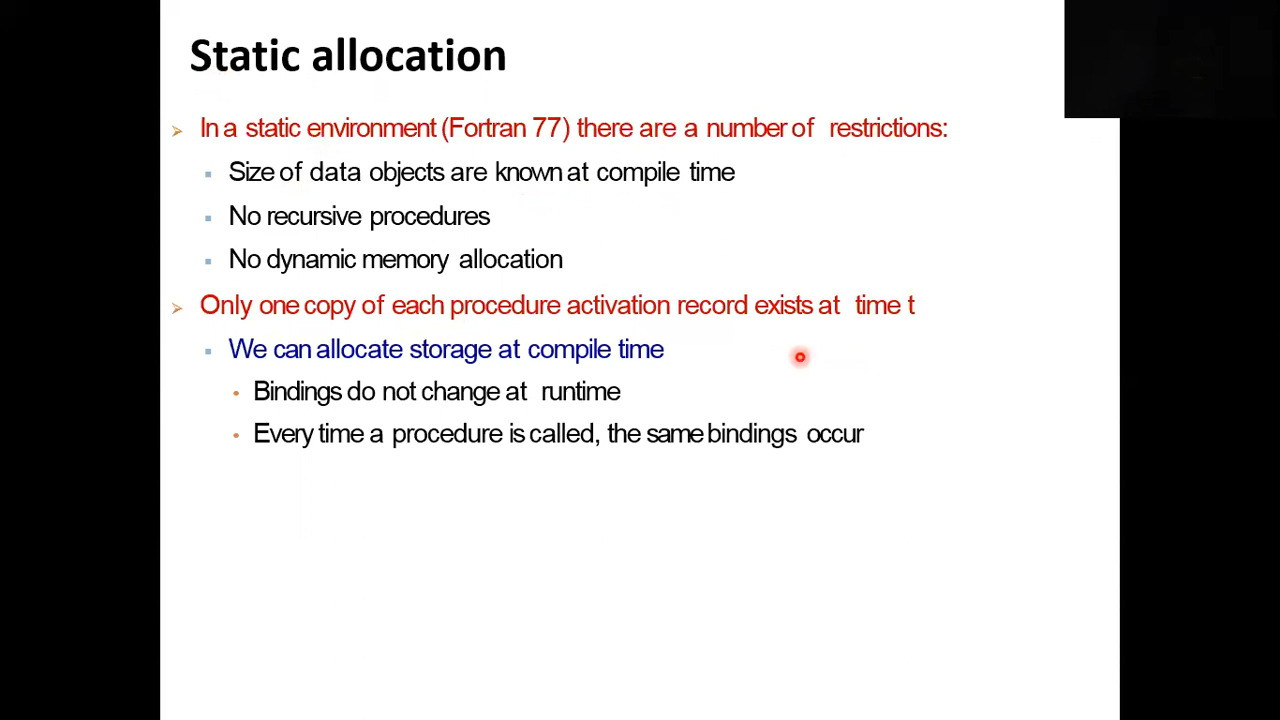 Static allocation
In a static environment (Fortran 77) there are a number of restrictions:
Size of data objects are known at compile time
No recursive procedures
No dynamic memory allocation
Only one copy of each procedure activation record exists at time t
We can allocate storage at compile time
Bindings do not change at runtime
Every time a procedure is called, the same bindings occur